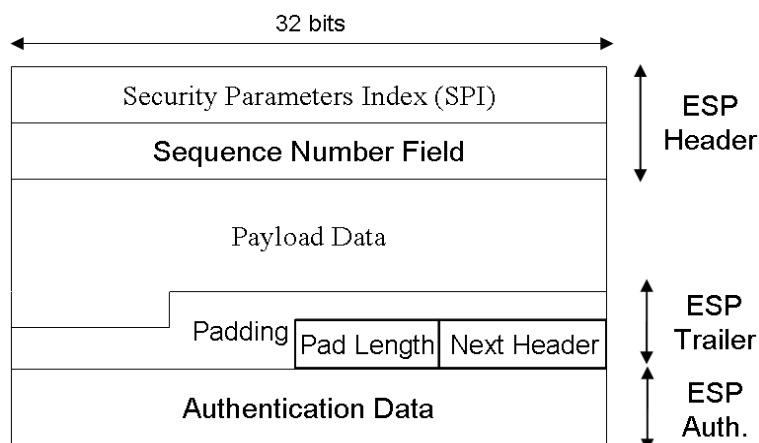 32 bits
Security Parameters Index (SPI)
ESP
Header
Sequence Number Field
Payload Data
ESP
Trailer
Padding
Pad Length
Next Header
Authentication Data
ESP
Auth.